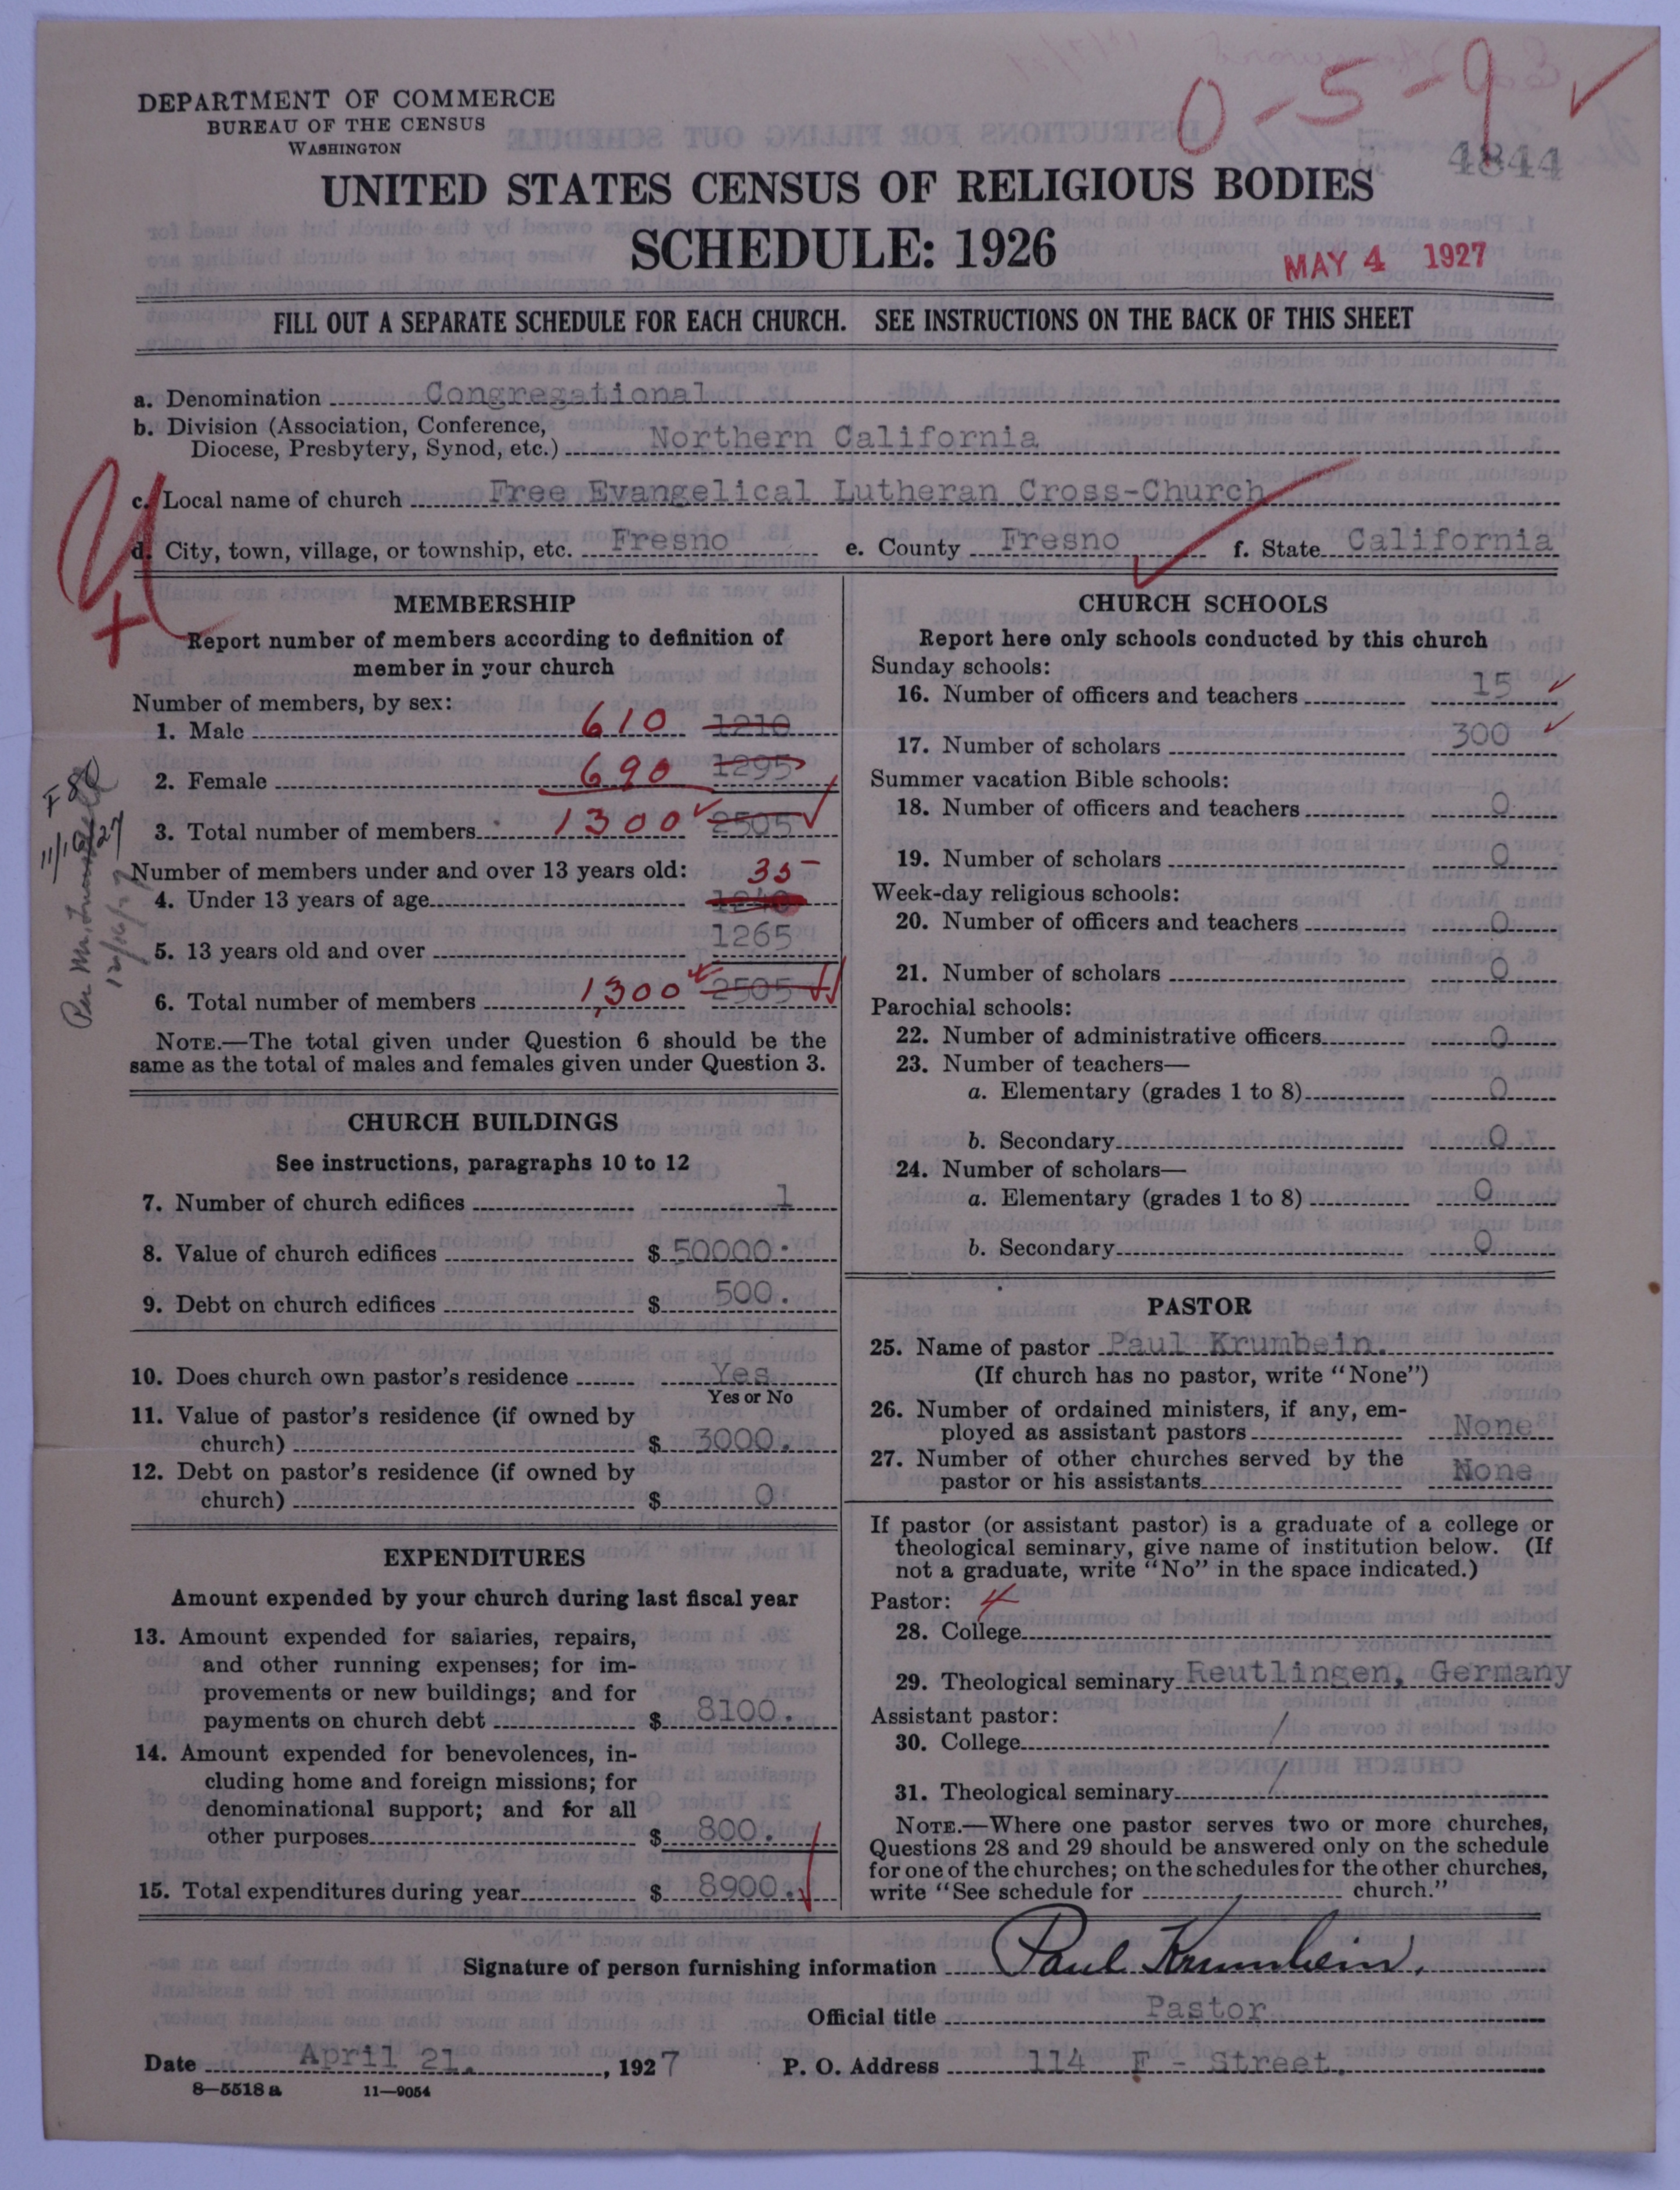 0-5-9
DEPARTMENT OF COMMERCE
BUREAU OF THE CENSUS
WASHINGTON
4844
UNITED STATES CENSUS OF RELIGIOUS BODIES
SCHEDULE: 1926
MAY 4 1927
FILL OUT A SEPARATE SCHEDULE FOR EACH CHURCH. SEE INSTRUCTIONS ON THE BACK OF THIS SHEET
a. Denomination Congregational
b. Division (Association, Conference,
Diocese, Presbytery, Synod, etc.) Northern California
c. Local name of church Free Evangelical Lutheran Cross-Church
d. City, town, village, or township, etc. Fresno e. County Fresno f. State California
MEMBERSHIP
Report number of members according to definition of
member in your church
Number of members, by sex:
1. Male 610 1210
2. Female 690 1295
3. Total number of members 1300 2505
Number of members under and over 13 years old:
35
4. Under 13 years of age 1240
5. 13 years old and over 1265
6. Total number of members 1300 2505
NOTE.—The total given under Question 6 should be the
same as the total of males and females given under Question 3.
11/16/27
Per Mr.
CHURCH BUILDINGS
See instructions, paragraphs 10 to 12
7. Number of church edifices 1
8. Value of church edifices $ 50000.
9. Debt on church edifices $ 500.
10. Does church own pastor's residence Yes
Yes or No
11. Value of pastor's residence (if owned by
church) $ 3000.
12. Debt on pastor's residence (if owned by
church) $ 0
EXPENDITURES
Amount expended by your church during last fiscal year
13. Amount expended for salaries, repairs,
and other running expenses; for im-
provements or new buildings; and for
payments on church debt $ 8100.
14. Amount expended for benevolences, in-
cluding home and foreign missions; for
denominational support; and for all
other purposes $ 800.
15. Total expenditures during year $ 8900.
CHURCH SCHOOLS
Report here only schools conducted by this church
Sunday schools:
16. Number of officers and teachers 15
17. Number of scholars 300
Summer vacation Bible schools:
18. Number of officers and teachers 0
19. Number of scholars 0
Week-day religious schools:
20. Number of officers and teachers 0
21. Number of scholars 0
Parochial schools:
22. Number of administrative officers 0
23. Number of teachers—
a. Elementary (grades 1 to 8) 0
b. Secondary 0
24. Number of scholars—
a. Elementary (grades 1 to 8) 0
b. Secondary 0
PASTOR
25. Name of pastor Paul Krumbein.
(If church has no pastor, write "None")
26. Number of ordained ministers, if any, em-
ployed as assistant pastors None
27. Number of other churches served by the
pastor or his assistants None
If pastor (or assistant pastor) is a graduate of a college or
theological seminary, give name of institution below. (If
not a graduate, write "No" in the space indicated.)
Pastor: 4
28. College
29. Theological seminary Reutlingen, Germany
Assistant pastor:
30. College /
31. Theological seminary /
NOTE.—Where one pastor serves two or more churches,
Questions 28 and 29 should be answered only on the schedule
for one of the churches; on the schedules for the other churches,
write "See schedule for church."
Signature of person furnishing information Paul Krumbein.
Official title Pastor
Date April 21. , 1927 P. O. Address 114 F - Street.
8—5518 a 11—9054